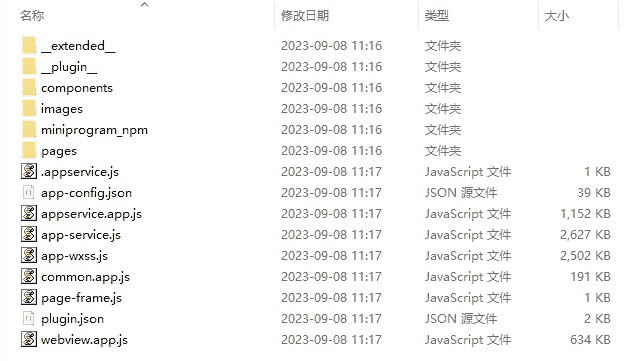 名称 修改日期 类型 大小
__extended__ 2023-09-08 11:16 文件夹
__plugin__ 2023-09-08 11:16 文件夹
components 2023-09-08 11:16 文件夹
images 2023-09-08 11:16 文件夹
miniprogram_npm 2023-09-08 11:16 文件夹
pages 2023-09-08 11:16 文件夹
.appservice.js 2023-09-08 11:17 JavaScript 文件 1 KB
app-config.json 2023-09-08 11:17 JSON 源文件 39 KB
appservice.app.js 2023-09-08 11:17 JavaScript 文件 1,152 KB
app-service.js 2023-09-08 11:17 JavaScript 文件 2,627 KB
app-wxss.js 2023-09-08 11:17 JavaScript 文件 2,502 KB
common.app.js 2023-09-08 11:17 JavaScript 文件 191 KB
page-frame.js 2023-09-08 11:17 JavaScript 文件 1 KB
plugin.json 2023-09-08 11:17 JSON 源文件 2 KB
webview.app.js 2023-09-08 11:17 JavaScript 文件 634 KB